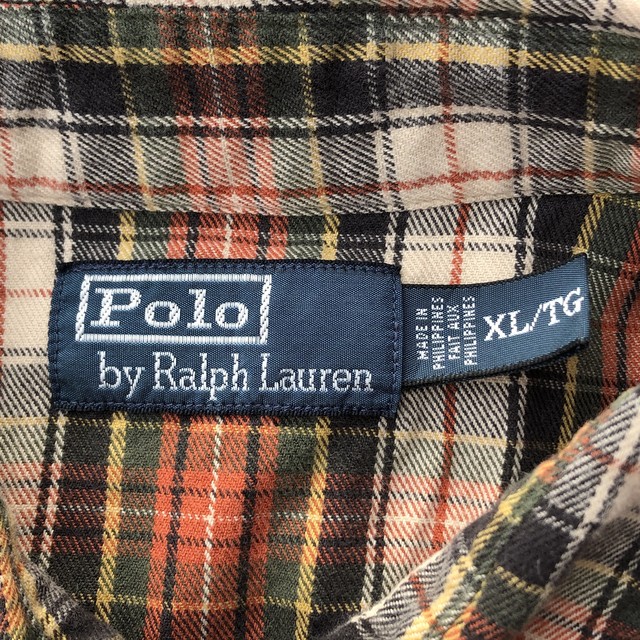 Polo
by Ralph Lauren
MADE IN
PHILIPPINES
FAIT AUX
PHILIPPINES
XL/TG